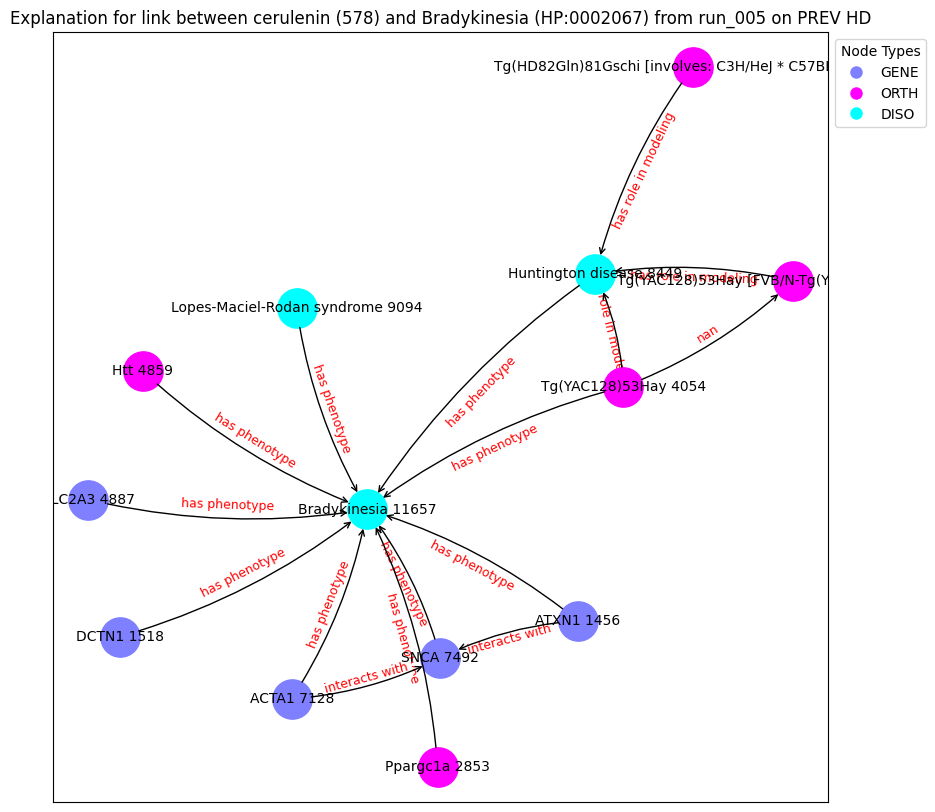 Explanation for link between cerulenin (578) and Bradykinesia (HP:0002067) from run_005 on PREV HD
Node Types
GENE
ORTH
DISO
Tg(HD82Gln)81Gschi [involves: C3H/HeJ * C57Bl
has role in modeling
Huntington disease 8449
has role in modeling
Tg(YAC128)53Hay [FVB/N-Tg(Y
Lopes-Maciel-Rodan syndrome 9094
role in mode
nan
Htt 4859
Tg(YAC128)53Hay 4054
has phenotype
has phenotype
has phenotype
has phenotype
LC2A3 4887
has phenotype
Bradykinesia 11657
has phenotype
has phenotype
has phenotype
has phenotype
has phenotype
ATXN1 1456
DCTN1 1518
interacts with
SNCA 7492
interacts with
ACTA1 7128
Ppargc1a 2853